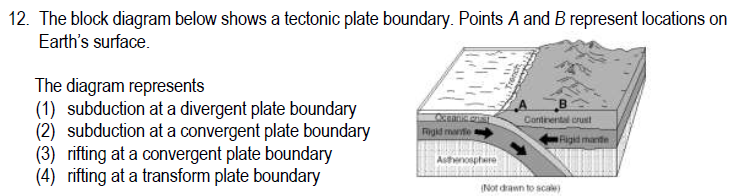 12. The block diagram below shows a tectonic plate boundary. Points A and B represent locations on
Earth's surface.
The diagram represents
(1) subduction at a divergent plate boundary
(2) subduction at a convergent plate boundary
(3) rifting at a convergent plate boundary
(4) rifting at a transform plate boundary
Trench
A
B
Oceanic crust
Continental crust
Rigid mantle
Rigid mantle
Asthenosphere
(Not drawn to scale)